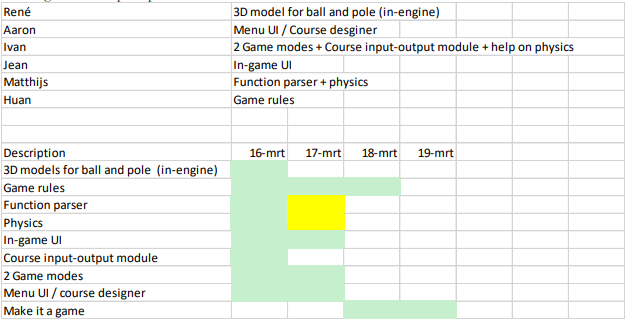 René 3D model for ball and pole (in-engine)
Aaron Menu UI / Course desginer
Ivan 2 Game modes + Course input-output module + help on physics
Jean In-game UI
Matthijs Function parser + physics
Huan Game rules
Description 16-mrt 17-mrt 18-mrt 19-mrt
3D models for ball and pole (in-engine)
Game rules
Function parser
Physics
In-game UI
Course input-output module
2 Game modes
Menu UI / course designer
Make it a game